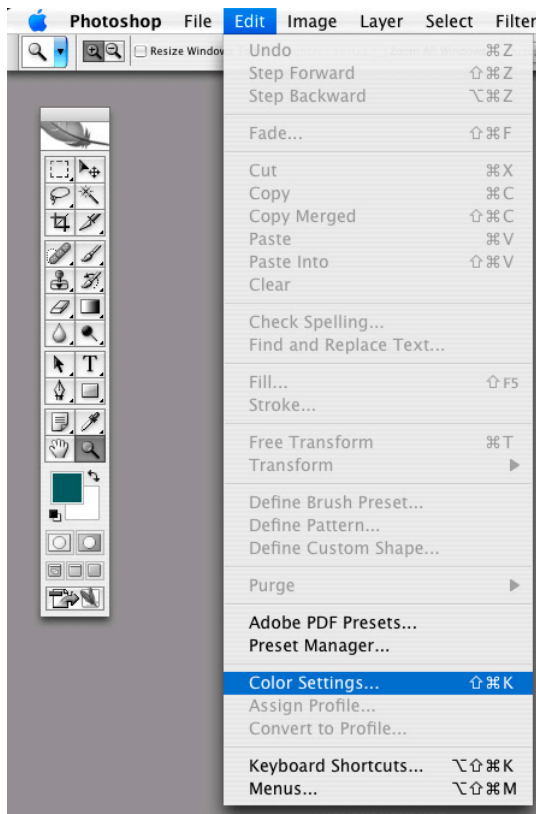 Photoshop File Edit Image Layer Select Filter
Resize Window
Undo ⌘Z
Step Forward ⇧⌘Z
Step Backward ⌥⌘Z
Fade... ⇧⌘F
Cut ⌘X
Copy ⌘C
Copy Merged ⇧⌘C
Paste ⌘V
Paste Into ⇧⌘V
Clear
Check Spelling...
Find and Replace Text...
Fill... ⇧F5
Stroke...
Free Transform ⌘T
Transform ▶
Define Brush Preset...
Define Pattern...
Define Custom Shape...
Purge ▶
Adobe PDF Presets...
Preset Manager...
Color Settings... ⇧⌘K
Assign Profile...
Convert to Profile...
Keyboard Shortcuts... ⌥⇧⌘K
Menus... ⌥⇧⌘M
T